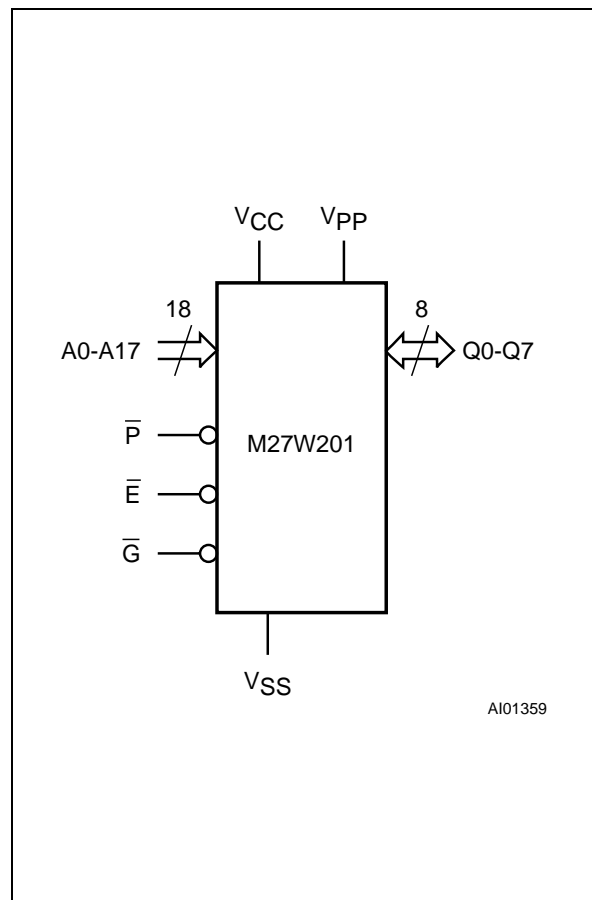 VCC VPP
18 8
A0-A17 Q0-Q7
P̅
M27W201
E̅
G̅
VSS
AI01359